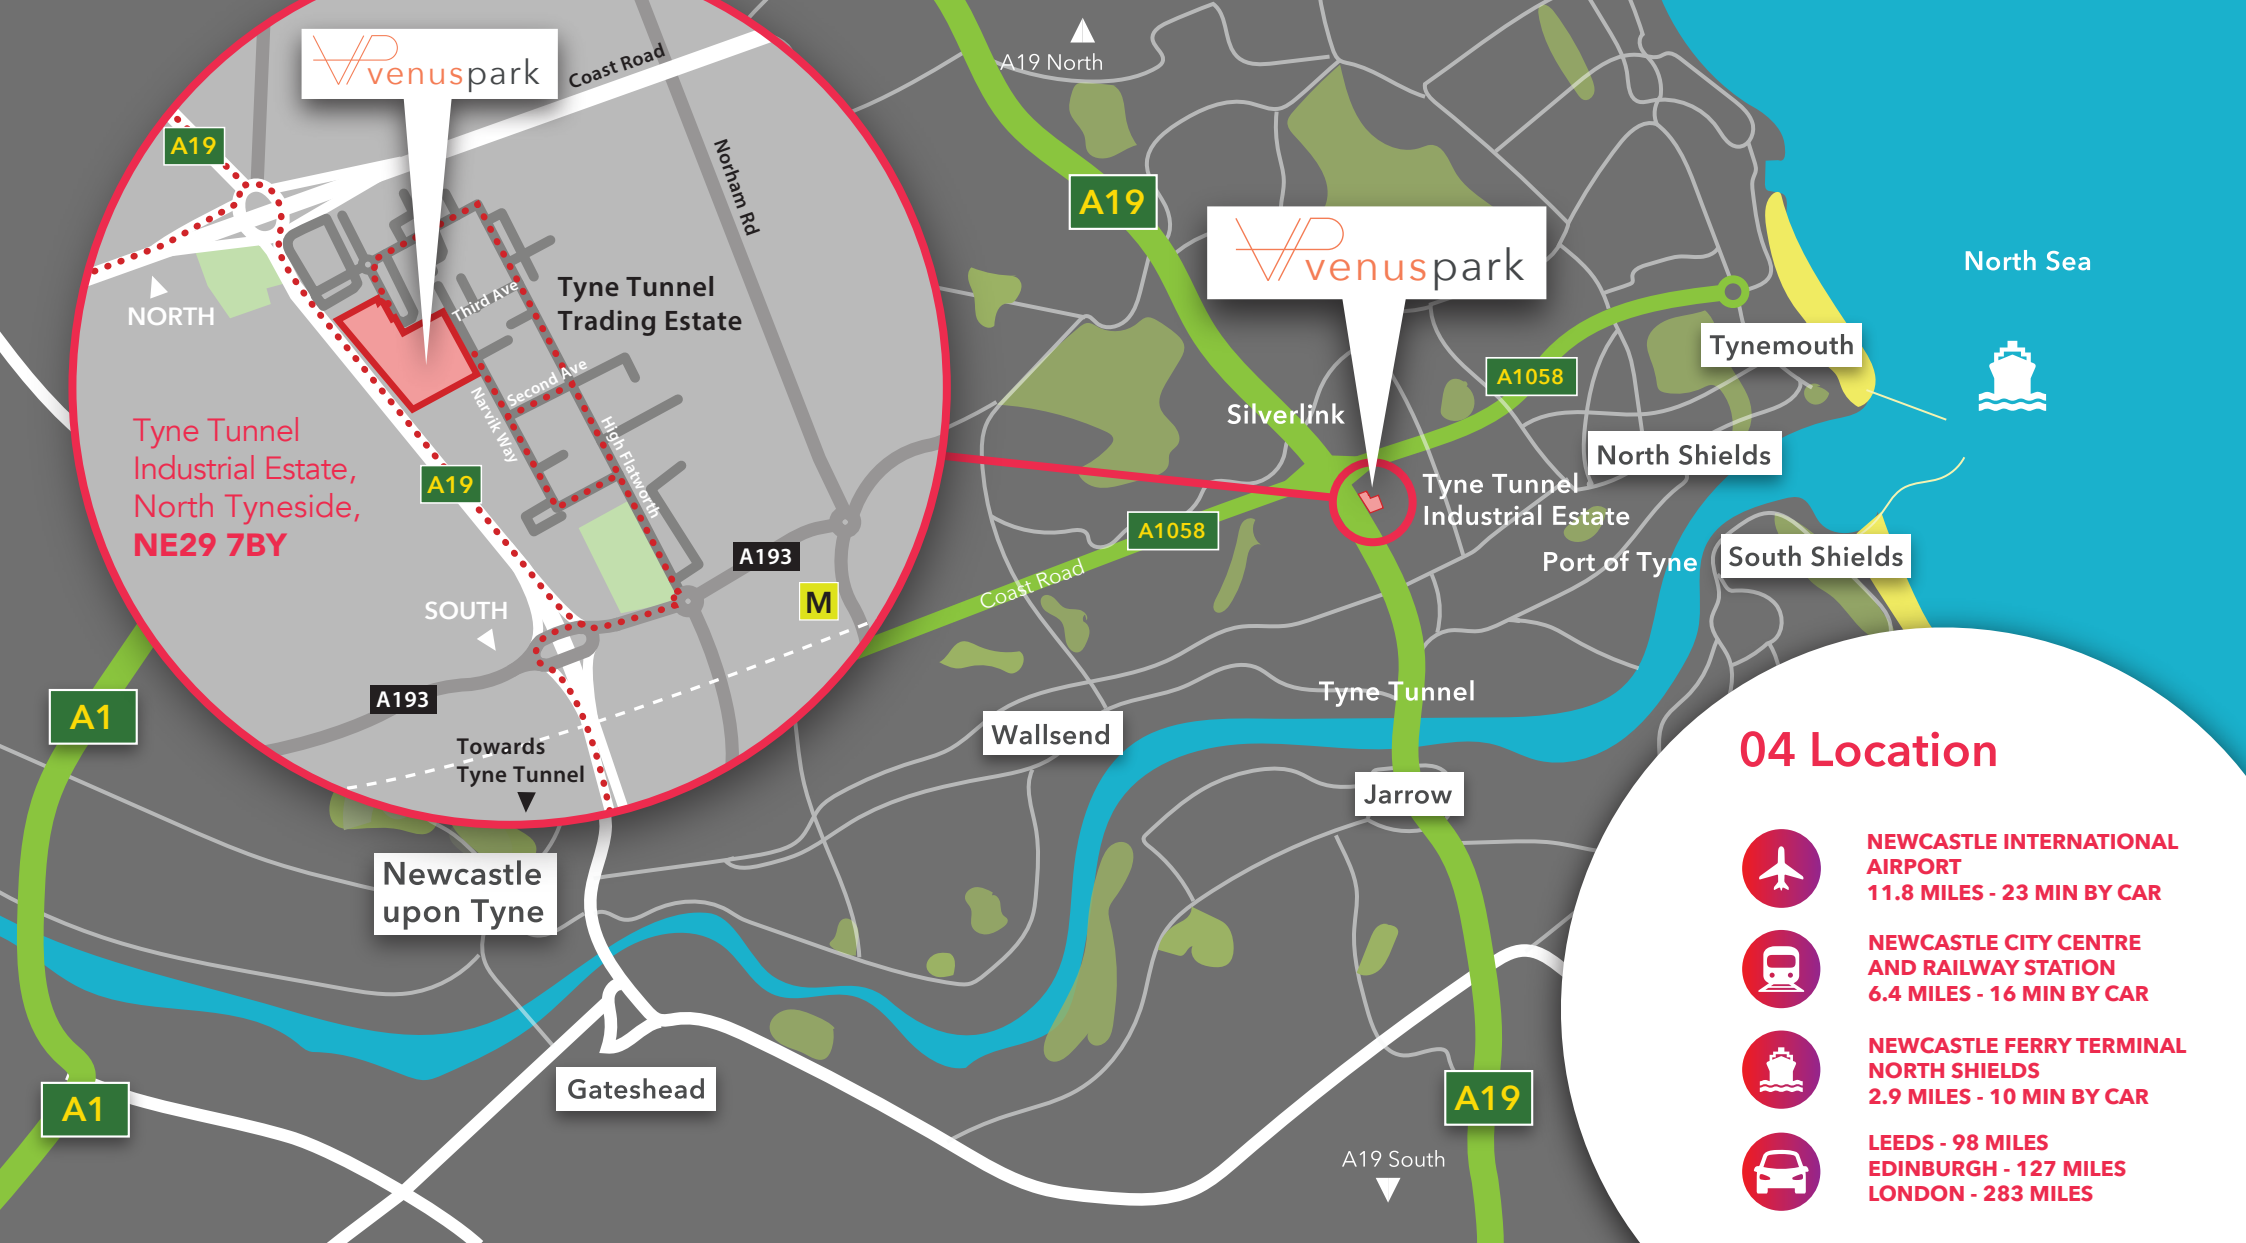 venuspark
Coast Road
A19
Norham Rd
NORTH
Tyne Tunnel
Trading Estate
Third Ave
Second Ave
Narvik Way
High Flatworth
Tyne Tunnel
Industrial Estate,
North Tyneside,
NE29 7BY
A19
A193
M
SOUTH
A193
Towards
Tyne Tunnel
A19 North
A19
venuspark
North Sea
Tynemouth
A1058
Silverlink
North Shields
Tyne Tunnel
Industrial Estate
A1058
Port of Tyne
South Shields
Coast Road
Tyne Tunnel
A1
Wallsend
Jarrow
Newcastle
upon Tyne
Gateshead
A1
A19
A19 South
04 Location
NEWCASTLE INTERNATIONAL
AIRPORT
11.8 MILES - 23 MIN BY CAR
NEWCASTLE CITY CENTRE
AND RAILWAY STATION
6.4 MILES - 16 MIN BY CAR
NEWCASTLE FERRY TERMINAL
NORTH SHIELDS
2.9 MILES - 10 MIN BY CAR
LEEDS - 98 MILES
EDINBURGH - 127 MILES
LONDON - 283 MILES